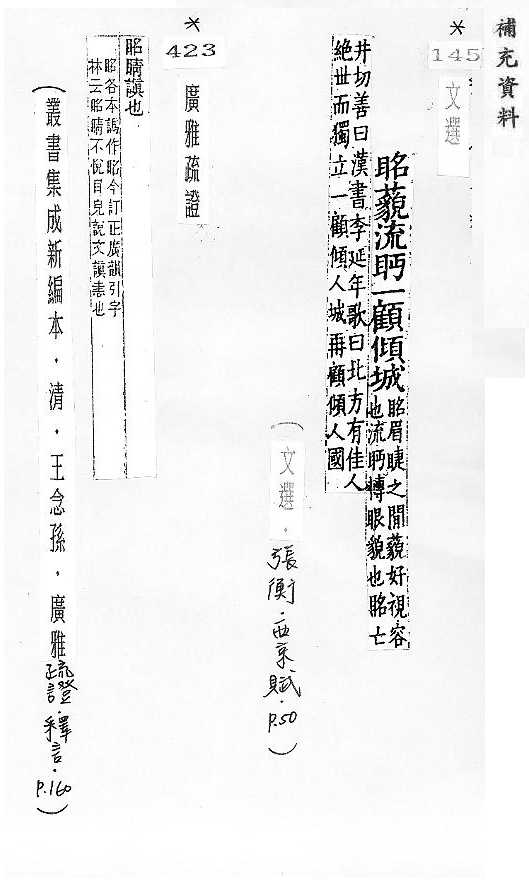 補充資料
*
145
文選
眳藐流眄一顧傾城
眳眉睫之閒藐好視容
也流眄轉眼貌也眳亡
井切善曰漢書李延年歌曰北方有佳人
絕世而獨立一顧傾人城再顧傾人國
(文選.張衡.西京賦.P.50)
*
423
廣雅疏證
眳睛謓也
眳各本譌作今訂正廣韻引字
林云眳睛不悅目皃說文謓恚也
(叢書集成新編本.清.王念孫.廣雅疏證.釋言.P.160)